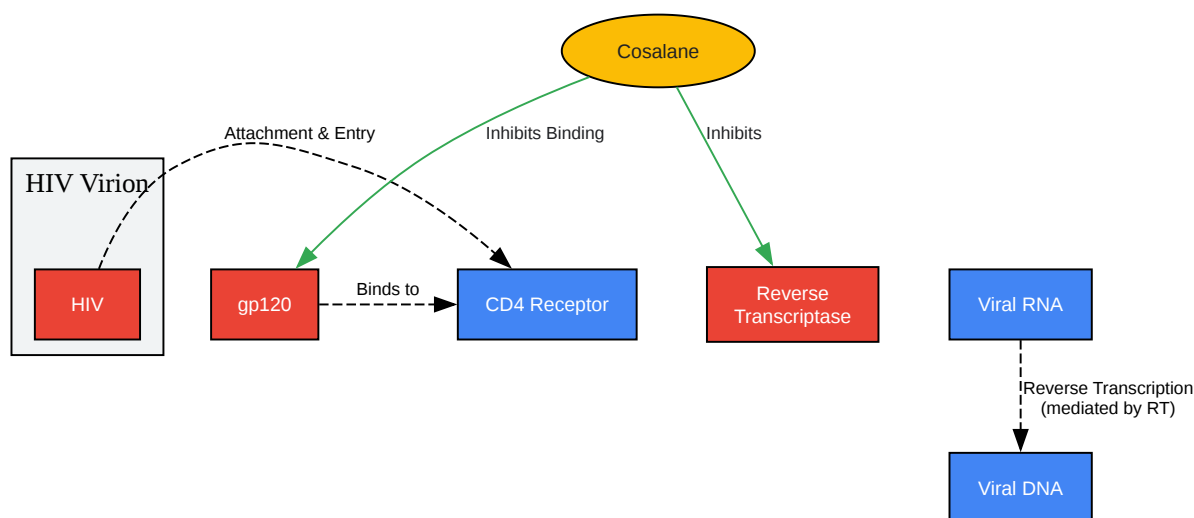 Cosalane
Attachment & Entry
Inhibits Binding
Inhibits
HIV Virion
HIV
gp120
Binds to
CD4 Receptor
Reverse
Transcriptase
Viral RNA
Reverse Transcription
(mediated by RT)
Viral DNA